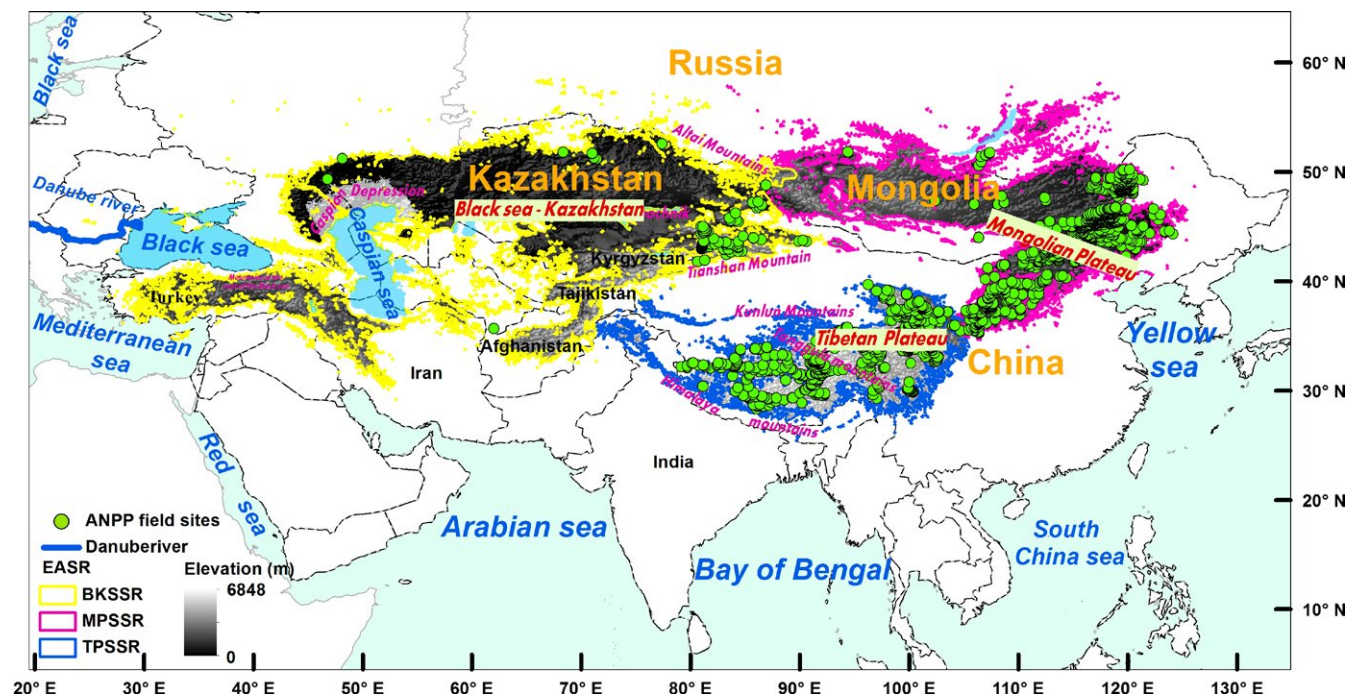 Black sea
Russia
60° N
Altai Mountains
50° N
Kazakhstan
Mongolia
Caspian Depression
Danube river
Black sea - Kazakhstan
Mongolian Plateau
Black sea
Caspian sea
Kyrgyzstan
Tianshan Mountain
40° N
Turkey
Tajikistan
Kunlun Mountains
Mediterranean
sea
Afghanistan
Tibetan Plateau
Yellow
sea
China
Iran
Himalaya mountains
30° N
India
Red
sea
20° N
ANPP field sites
Danuberiver
EASR
Elevation (m)
6848
BKSSR
MPSSR
TPSSR
0
Arabian sea
Bay of Bengal
South
China sea
10° N
20° E
30° E
40° E
50° E
60° E
70° E
80° E
90° E
100° E
110° E
120° E
130° E